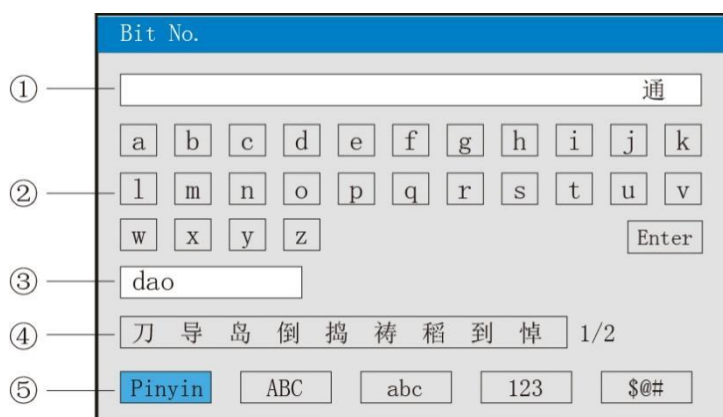 Bit No.
① 通
a b c d e f g h i j k
② l m n o p q r s t u v
w x y z Enter
③ dao
④ 刀 导 岛 倒 捣 祷 稻 到 悼 1/2
⑤ Pinyin ABC abc 123 $@#